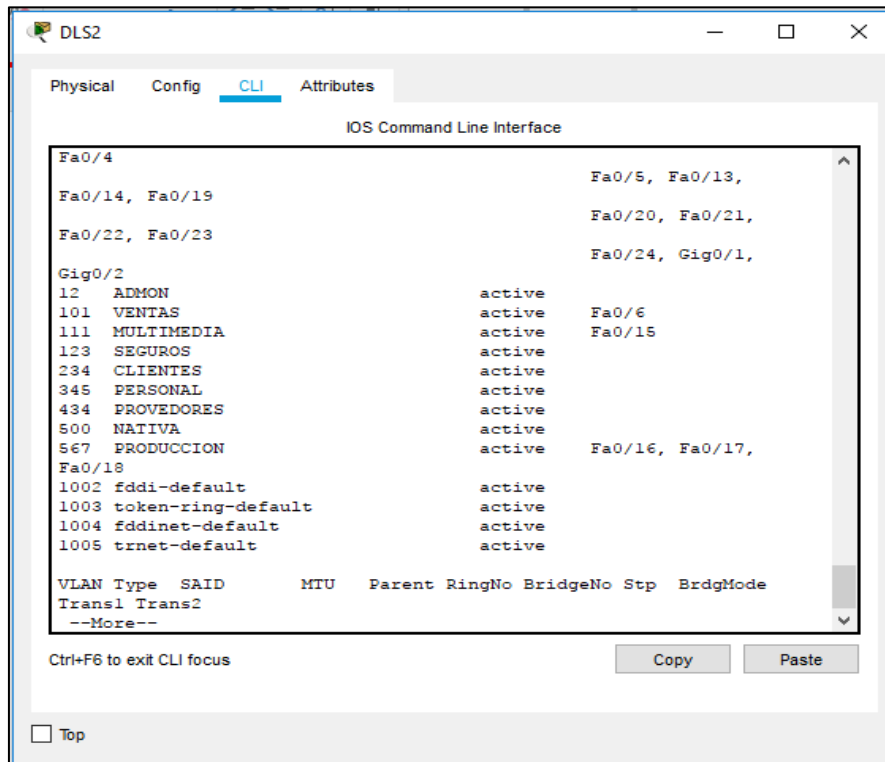 DLS2
Physical Config CLI Attributes
IOS Command Line Interface
Fa0/4
Fa0/5, Fa0/13,
Fa0/14, Fa0/19
Fa0/20, Fa0/21,
Fa0/22, Fa0/23
Fa0/24, Gig0/1,
Gig0/2
12 ADMON active
101 VENTAS active Fa0/6
111 MULTIMEDIA active Fa0/15
123 SEGUROS active
234 CLIENTES active
345 PERSONAL active
434 PROVEDORES active
500 NATIVA active
567 PRODUCCION active Fa0/16, Fa0/17,
Fa0/18
1002 fddi-default active
1003 token-ring-default active
1004 fddinet-default active
1005 trnet-default active
VLAN Type SAID MTU Parent RingNo BridgeNo Stp BrdgMode
Trans1 Trans2
--More--
Ctrl+F6 to exit CLI focus
Copy Paste
Top